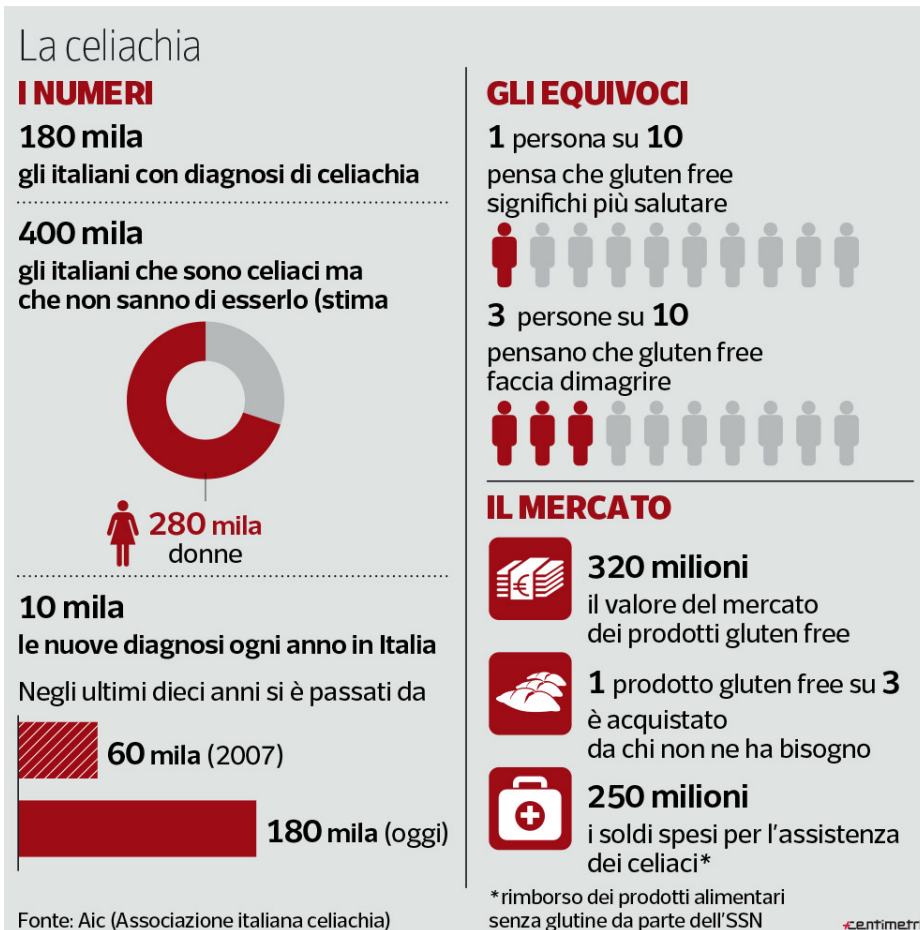 La celiachia
I NUMERI
180 mila
gli italiani con diagnosi di celiachia
400 mila
gli italiani che sono celiaci ma
che non sanno di esserlo (stima
280 mila
donne
10 mila
le nuove diagnosi ogni anno in Italia
Negli ultimi dieci anni si è passati da
60 mila (2007)
180 mila (oggi)
Fonte: Aic (Associazione italiana celiachia)
GLI EQUIVOCI
1 persona su 10
pensa che gluten free
significhi più salutare
3 persone su 10
pensano che gluten free
faccia dimagrire
IL MERCATO
€
320 milioni
il valore del mercato
dei prodotti gluten free
1 prodotto gluten free su 3
è acquistato
da chi non ne ha bisogno
250 milioni
i soldi spesi per l'assistenza
dei celiaci*
*rimborso dei prodotti alimentari
senza glutine da parte dell'SSN
centimetr